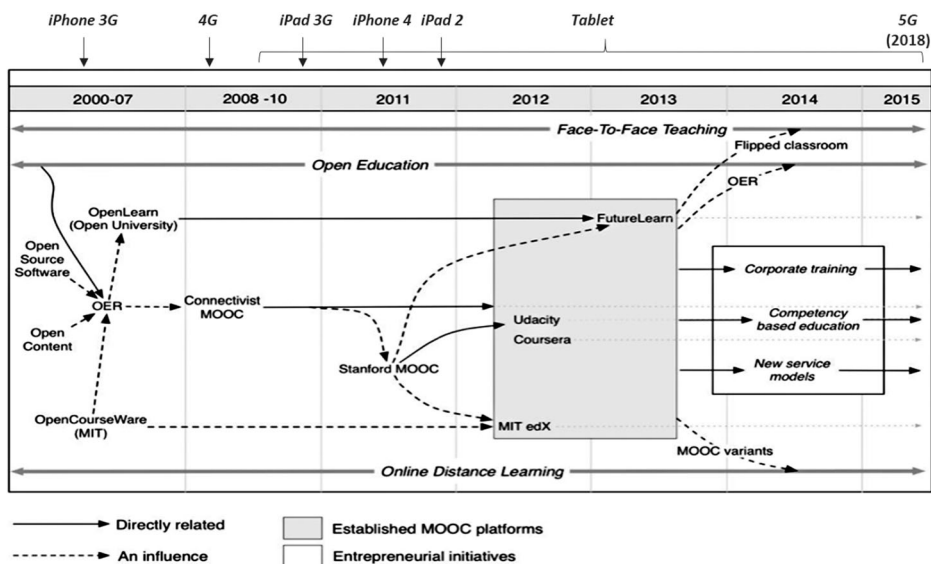 iPhone 3G
4G
iPad 3G
iPhone 4
iPad 2
Tablet
5G
(2018)
2000-07
2008 -10
2011
2012
2013
2014
2015
Face-To-Face Teaching
Flipped classroom
Open Education
OER
OpenLearn
(Open University)
FutureLearn
Open
Source
Software
Corporate training
OER
Connectivist
MOOC
Open
Content
Udacity
Coursera
Competency
based education
Stanford MOOC
New service
models
OpenCourseWare
(MIT)
MIT edX
MOOC variants
Online Distance Learning
Directly related
Established MOOC platforms
An influence
Entrepreneurial initiatives